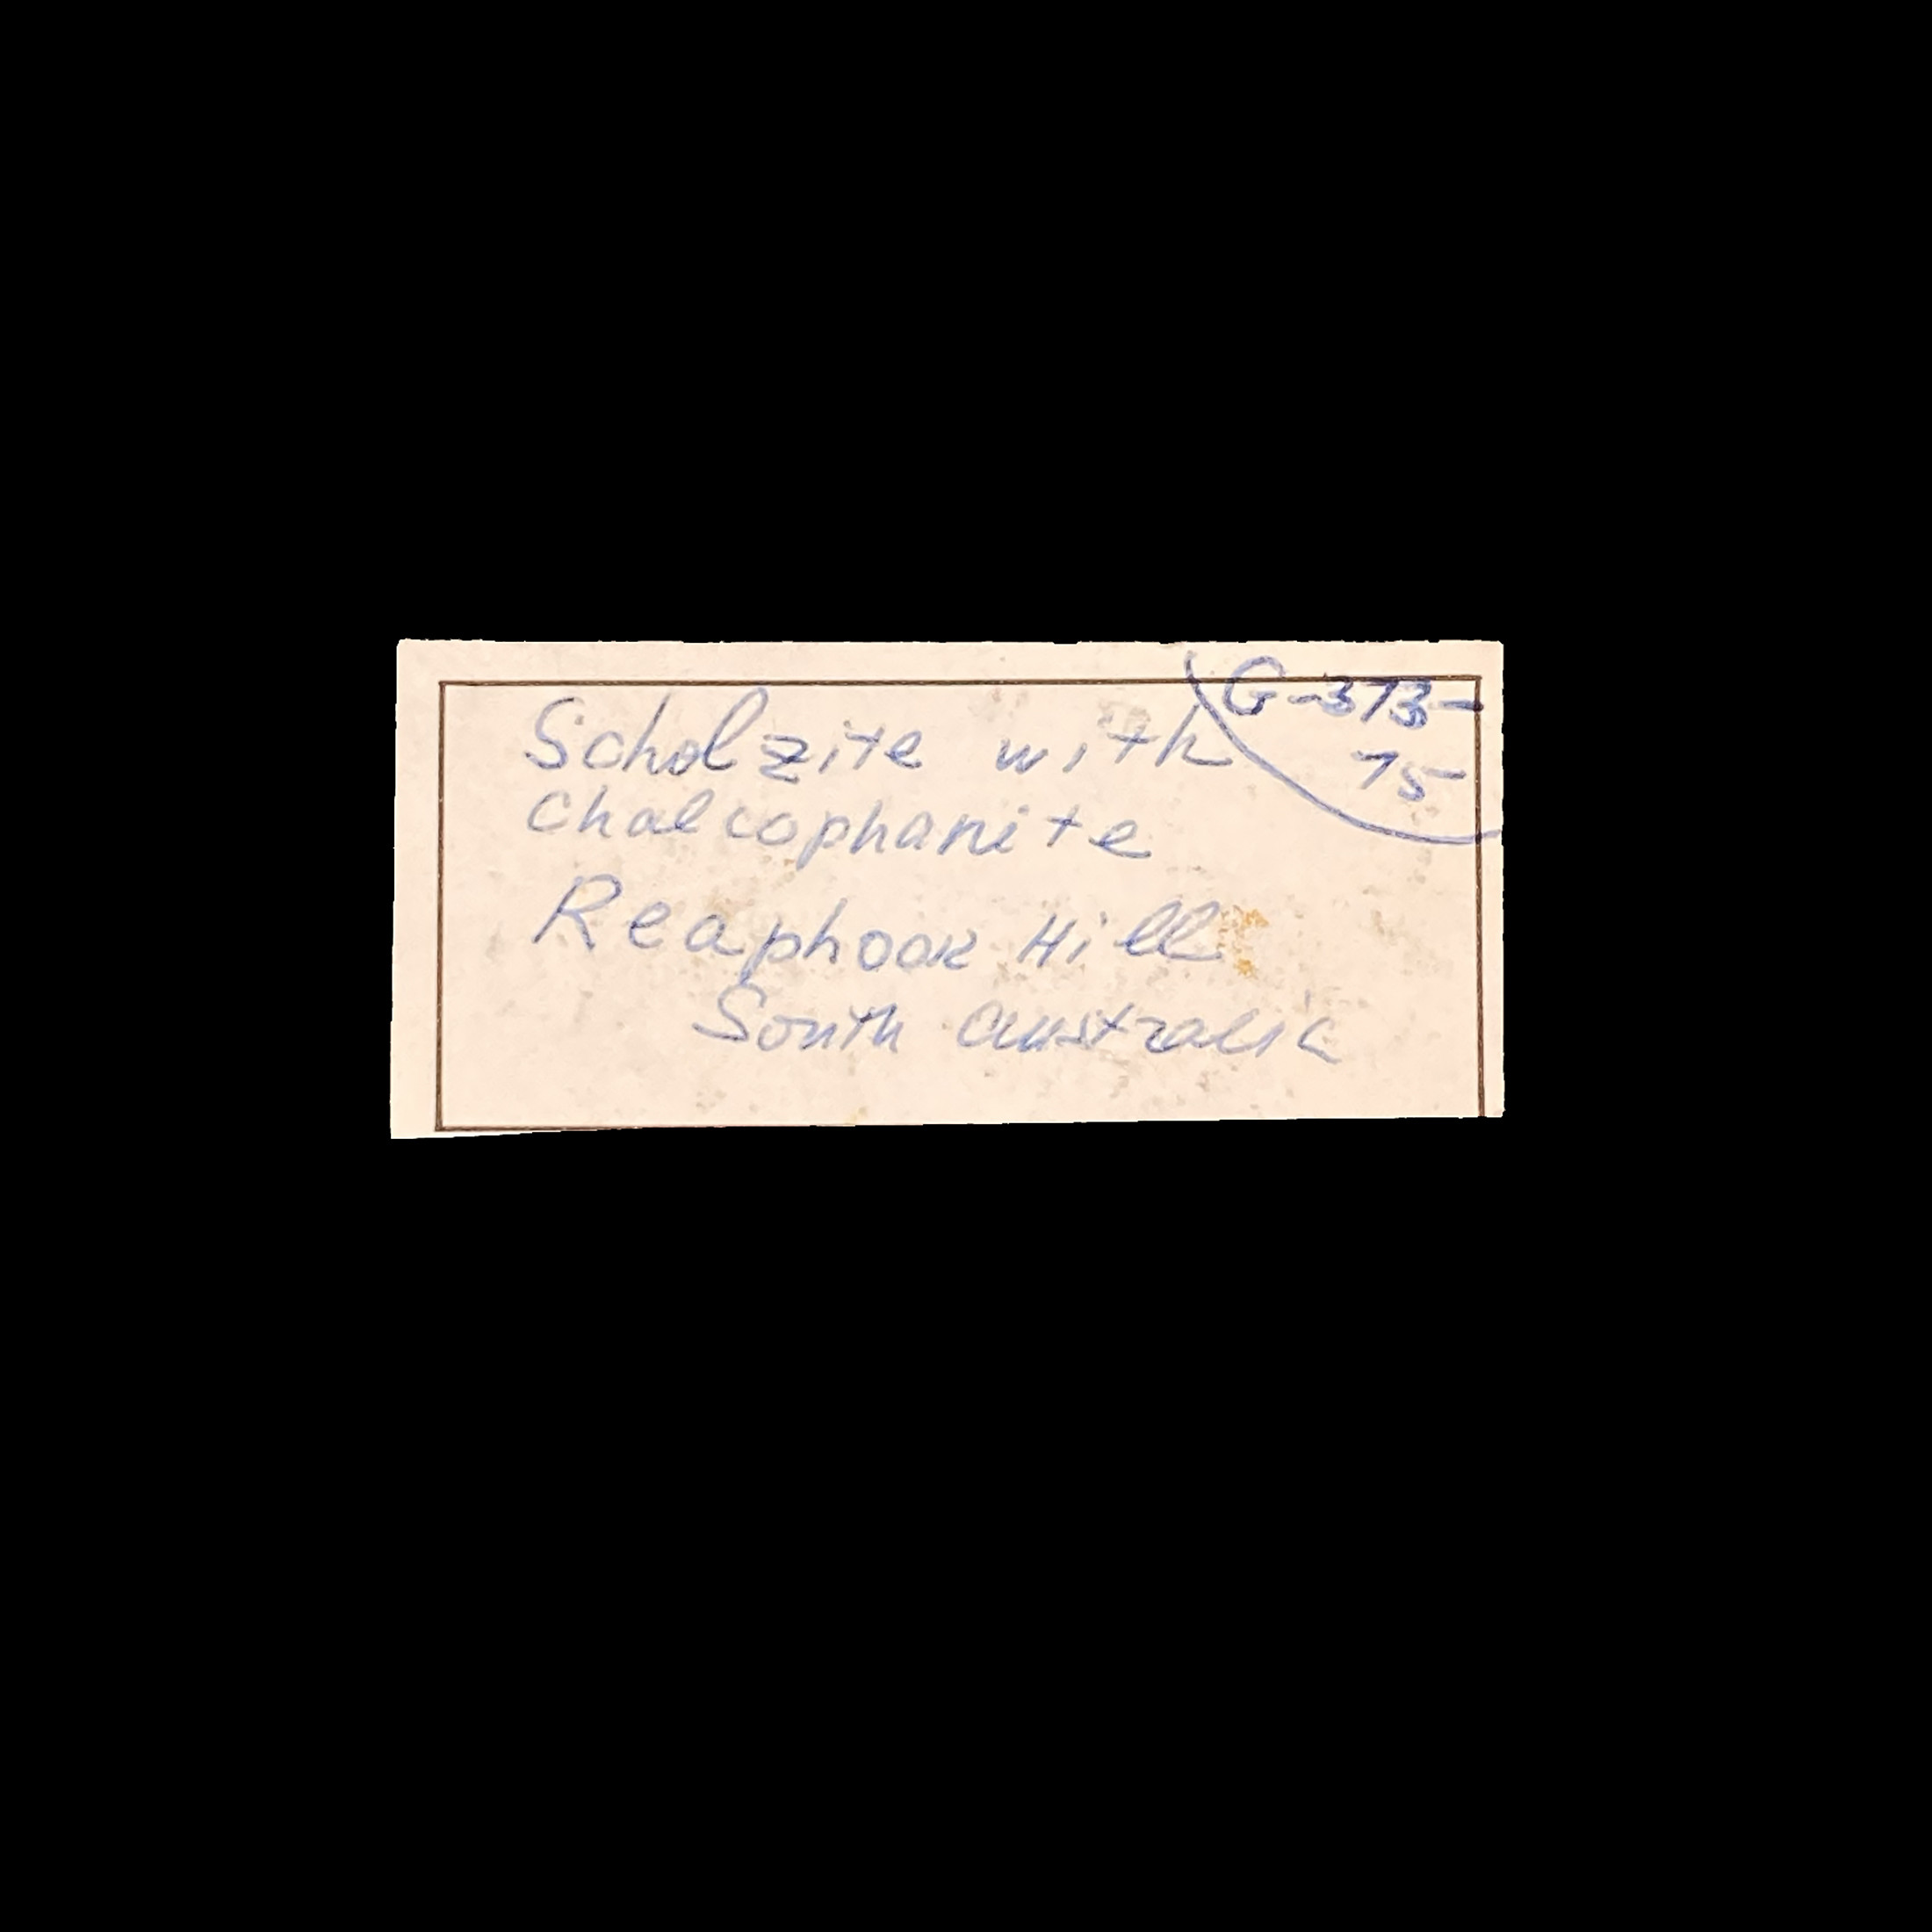 G-373-
75
Scholzite with
Chalcophanite
Reaphook Hill
South Australia